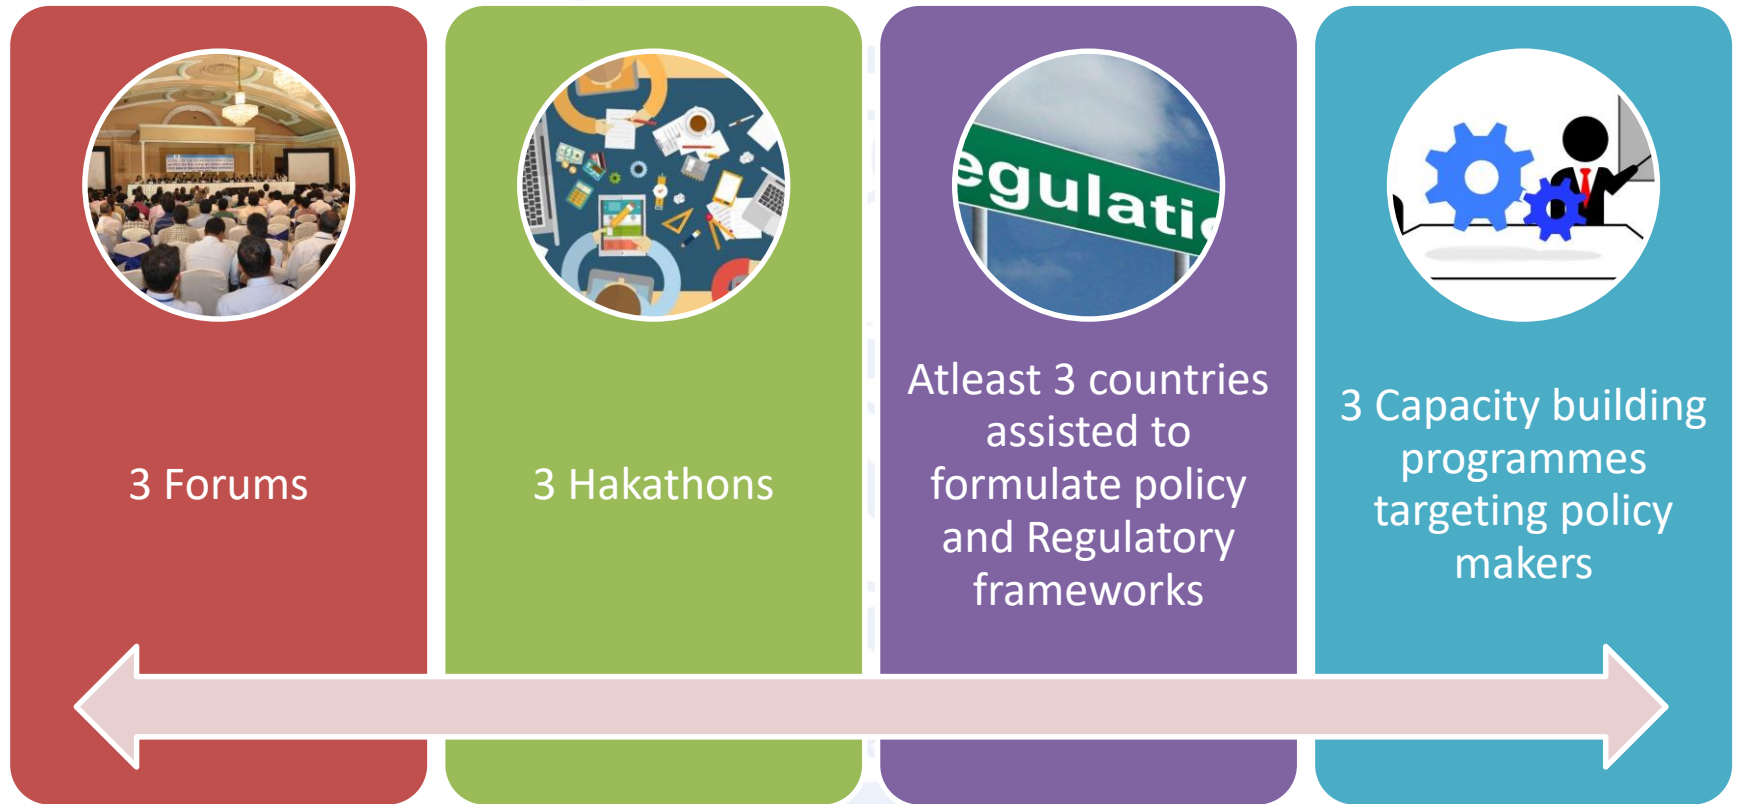 egulati
3 Forums
3 Hakathons
Atleast 3 countries
assisted to
formulate policy
and Regulatory
frameworks
3 Capacity building
programmes
targeting policy
makers